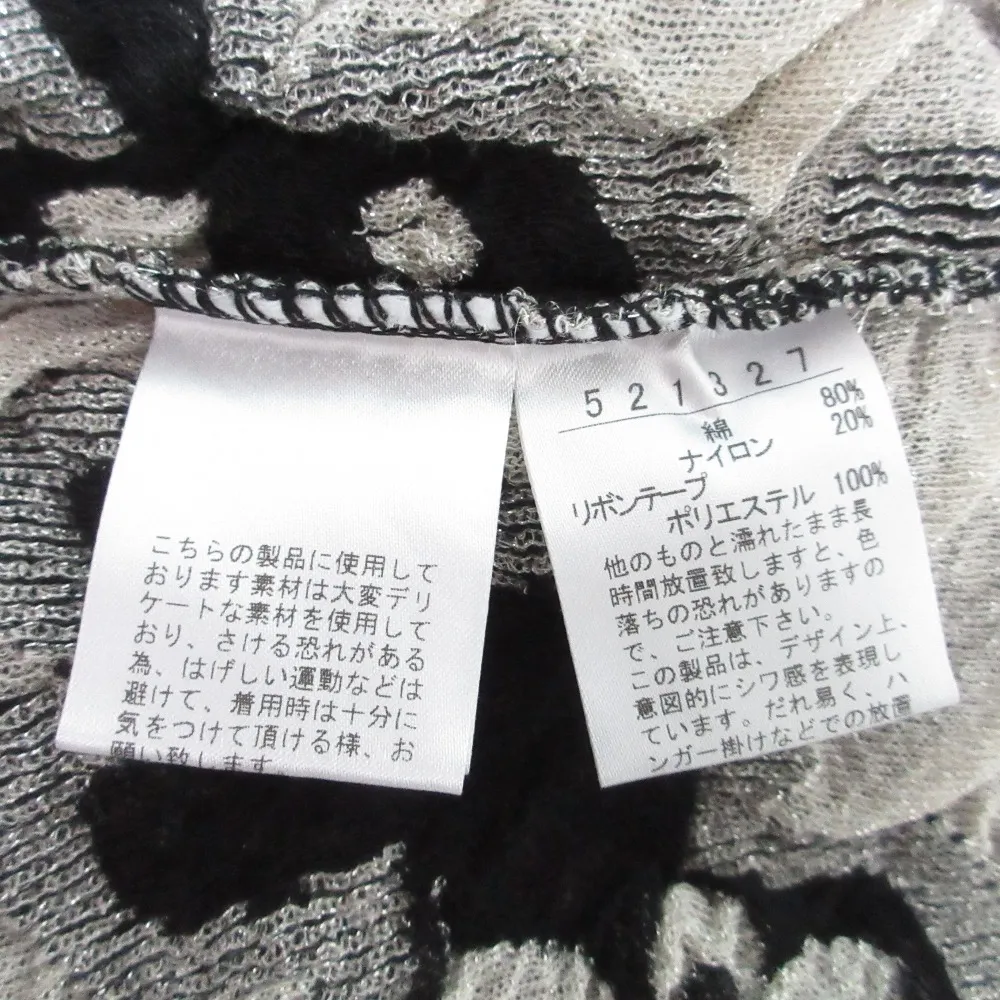 こちらの製品に使用して
おります素材は大変デリ
ケートな素材を使用して
おり、さける恐れがある
為、はげしい運動などは
避けて、着用時は十分に
気をつけて頂ける様、お
願い致します。
521327
綿 80%
ナイロン 20%
リボンテープ
ポリエステル 100%
他のものと濡れたまま長
時間放置致しますと、色
落ちの恐れがありますの
で、ご注意下さい。
この製品は、デザイン上、
意図的にシワ感を表現し
ています。だれ易く、ハ
ンガー掛けなどでの放置